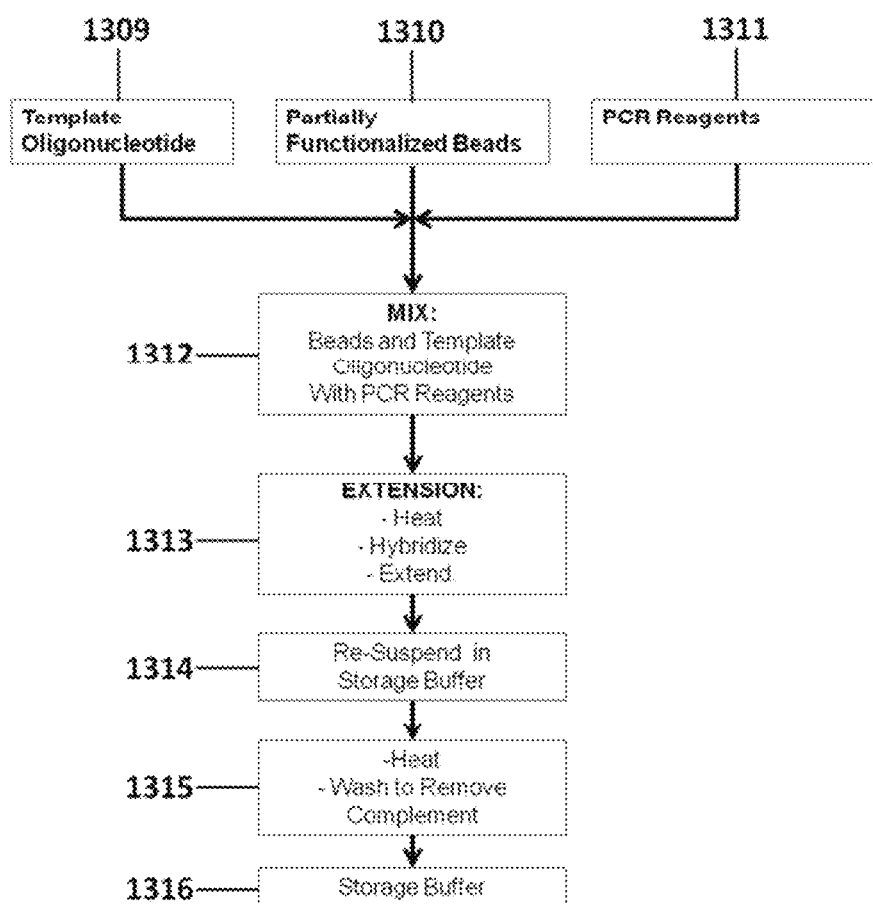 1309
1310
1311
Template
Oligonucleotide
Partially
Functionalized Beads
PCR Reagents
1312
MIX:
Beads and Template
Oligonucleotide
With PCR Reagents
1313
EXTENSION:
- Heat
- Hybridize
- Extend
1314
Re-Suspend in
Storage Buffer
1315
-Heat
- Wash to Remove
Complement
1316
Storage Buffer